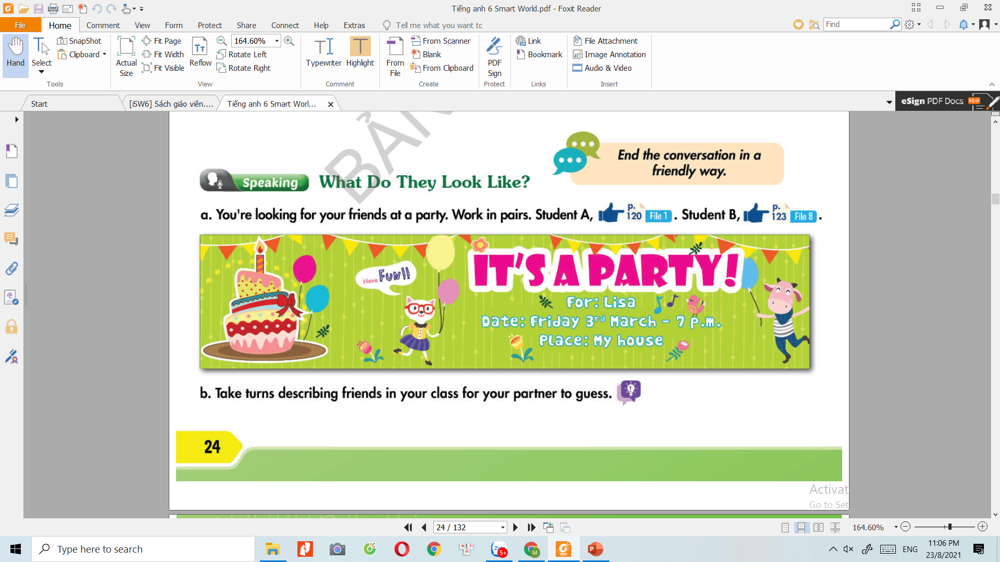 Tiếng anh 6 Smart World.pdf - Foxit Reader
File Home Comment View Form Protect Share Connect Help Extras Tell me what you want to Find
SnapShot Fit Page 164.60% From Scanner Link File Attachment
Clipboard Fit Width Rotate Left Blank Bookmark Image Annotation
Hand Select Actual Size Fit Visible Reflow Rotate Right Typewriter Highlight From File From Clipboard PDF Sign Audio & Video
Tools View Comment Create Protect Links Insert
Start [iSW6] Sách giáo viên.... Tiếng anh 6 Smart Worl... eSign PDF Docs PDF
BẢN
End the conversation in a
friendly way.
Speaking What Do They Look Like?
a. You're looking for your friends at a party. Work in pairs. Student A, p. 120 File 1 . Student B, p. 123 File 8 .
Have Fun!!
IT'S A PARTY!
For: Lisa
Date: Friday 3rd March - 7 p.m.
Place: My house
b. Take turns describing friends in your class for your partner to guess.
24
Activate Windows
Go to Set
24 / 132 164.60%
Type here to search
5+ M PDF P
ENG
11:06 PM
23/8/2021